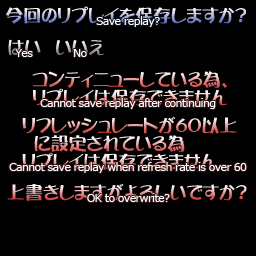 今回のリプレイを保存しますか?
Save replay?
はい いいえ
Yes No
コンティニューしている為、
リプレイは保存できません
Cannot save replay after continuing
リフレッシュレートが60以上
に設定されている為
リプレイは保存できません
Cannot save replay when refresh rate is over 60
上書きしますがよろしいですか?
OK to overwrite?